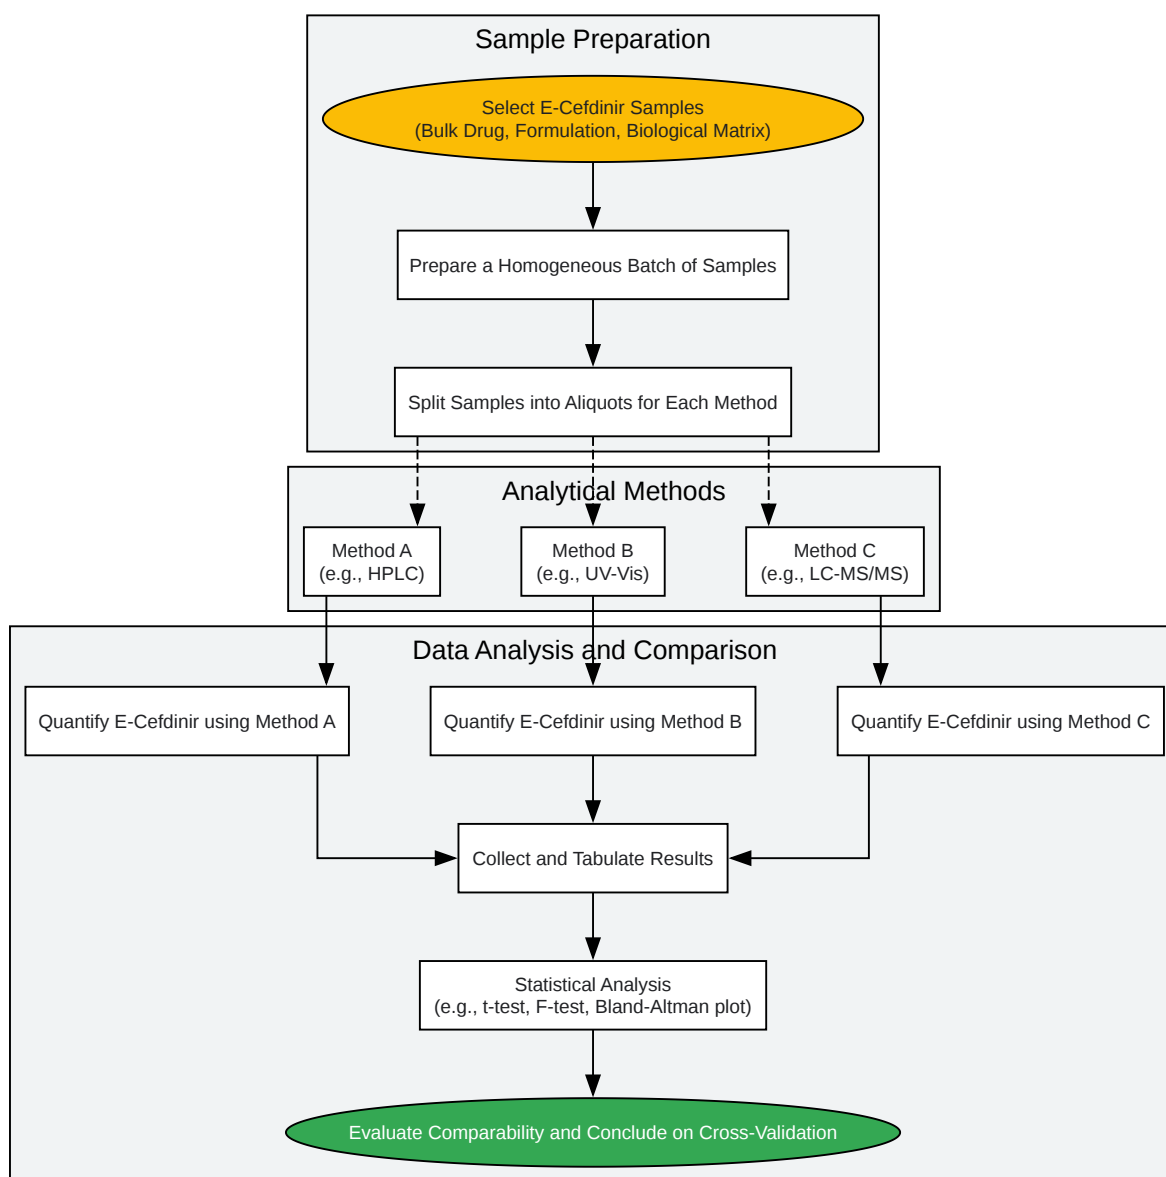 Sample Preparation
Select E-Cefdinir Samples
(Bulk Drug, Formulation, Biological Matrix)
Prepare a Homogeneous Batch of Samples
Split Samples into Aliquots for Each Method
Analytical Methods
Method A
(e.g., HPLC)
Method B
(e.g., UV-Vis)
Method C
(e.g., LC-MS/MS)
Data Analysis and Comparison
Quantify E-Cefdinir using Method A
Quantify E-Cefdinir using Method B
Quantify E-Cefdinir using Method C
Collect and Tabulate Results
Statistical Analysis
(e.g., t-test, F-test, Bland-Altman plot)
Evaluate Comparability and Conclude on Cross-Validation